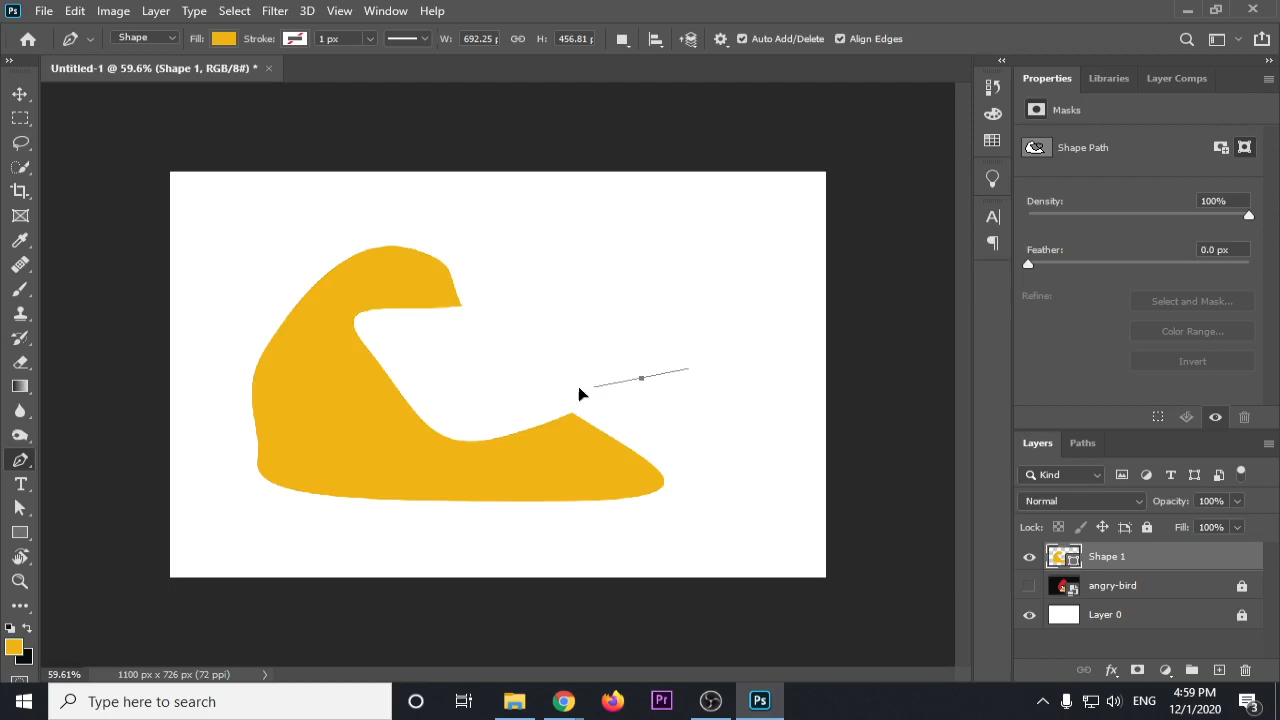 Ps File Edit Image Layer Type Select Filter 3D View Window Help
Shape Fill: Stroke: 1 px W: 692.25 p H: 456.81 p Auto Add/Delete Align Edges
Untitled-1 @ 59.6% (Shape 1, RGB/8#) *
Properties Libraries Layer Comps
Masks
Shape Path
Density: 100%
Feather: 0.0 px
Refine: Select and Mask...
Color Range...
Invert
Layers Paths
Kind
Normal Opacity: 100%
Lock: Fill: 100%
Shape 1
angry-bird
Layer 0
59.61% 1100 px x 726 px (72 ppi)
Type here to search
Pr
Ps
ENG
4:59 PM
12/1/2020
3